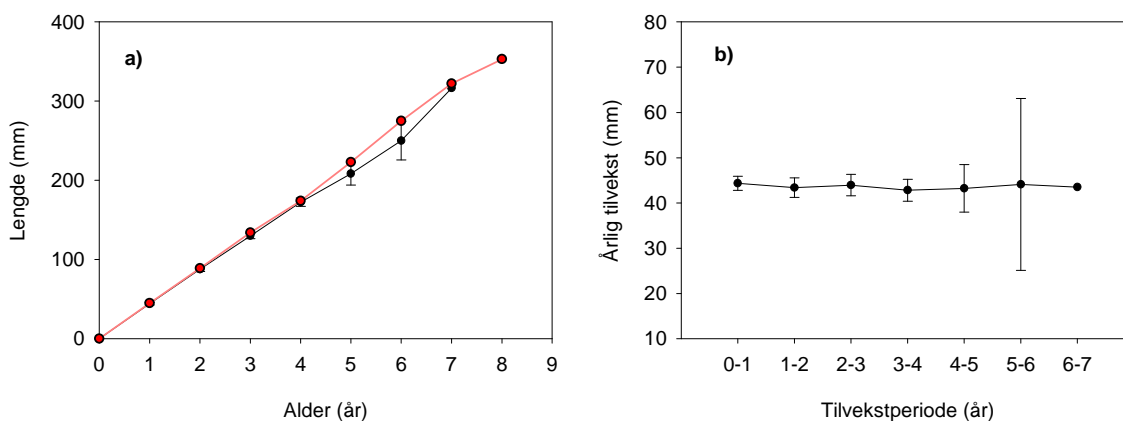 a)
Lengde (mm)
400
300
200
100
0
0 1 2 3 4 5 6 7 8 9
Alder (år)
b)
Årlig tilvekst (mm)
80
70
60
50
40
30
20
10
0-1 1-2 2-3 3-4 4-5 5-6 6-7
Tilvekstperiode (år)